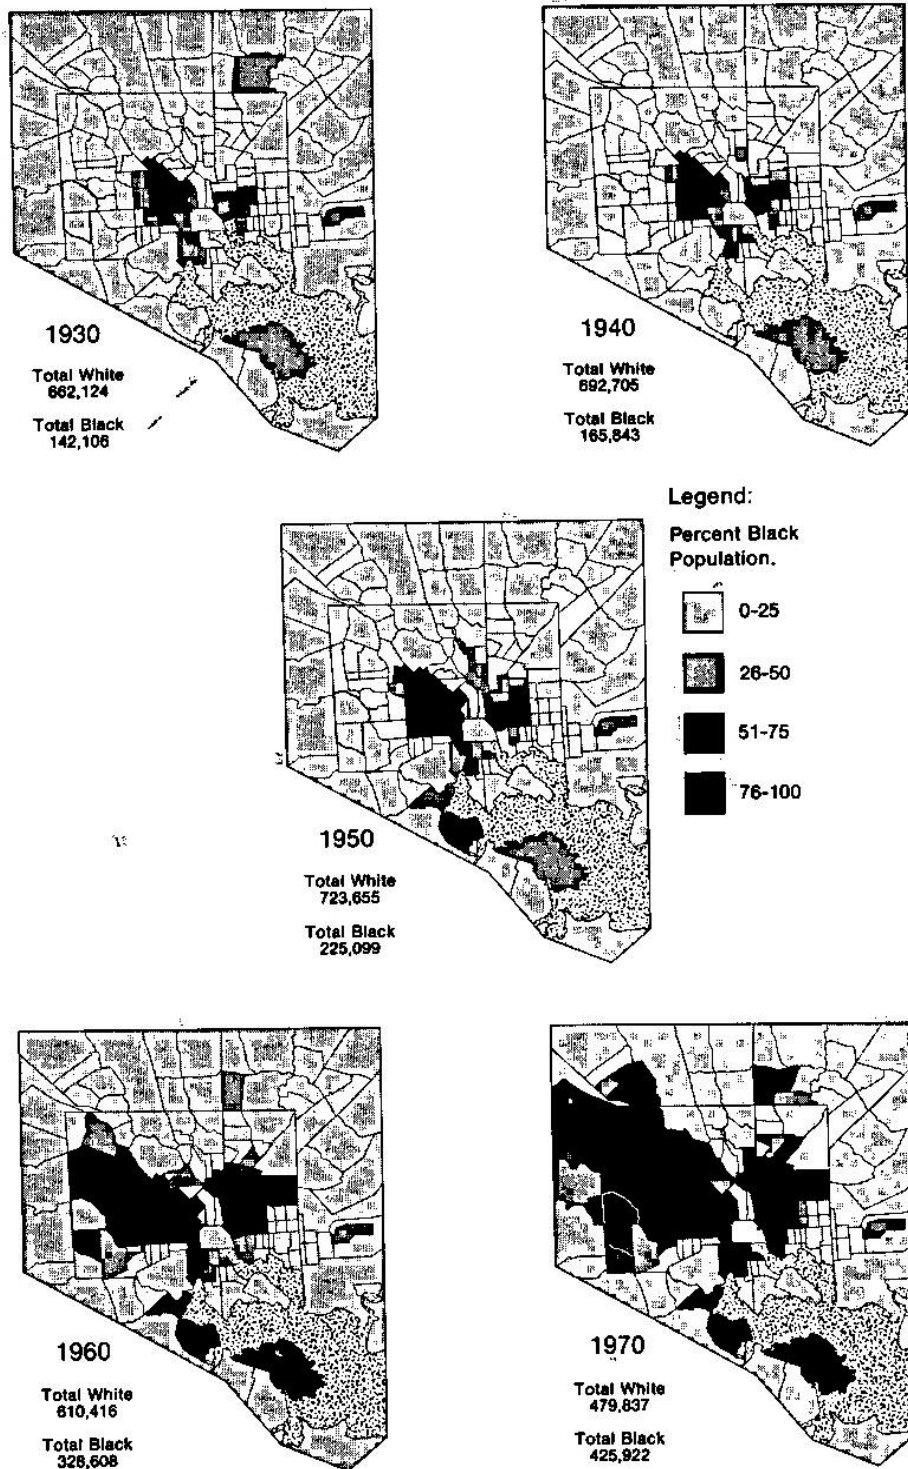 1930
Total White
662,124
Total Black
142,106
1940
Total White
692,705
Total Black
165,843
Legend:
Percent Black
Population.
0-25
26-50
51-75
76-100
1950
Total White
723,655
Total Black
225,099
1960
Total White
610,416
Total Black
328,608
1970
Total White
479,837
Total Black
425,922